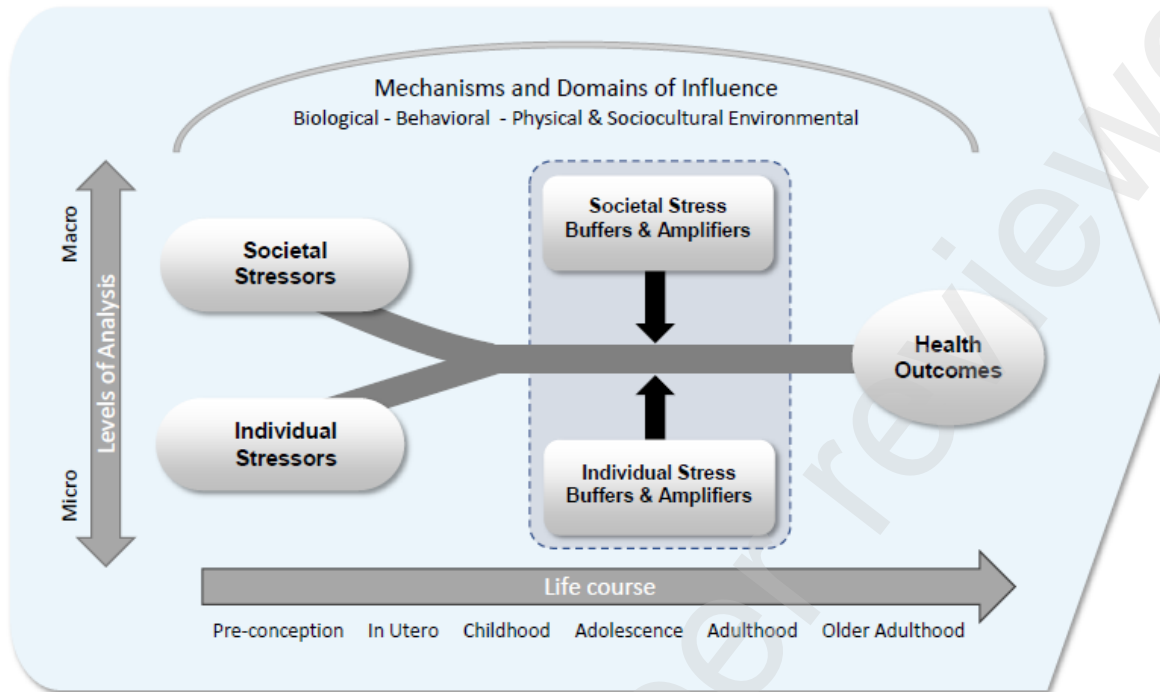 Mechanisms and Domains of Influence
Biological - Behavioral - Physical & Sociocultural Environmental
Macro
Levels of Analysis
Micro
Societal
Stressors
Individual
Stressors
Societal Stress
Buffers & Amplifiers
Individual Stress
Buffers & Amplifiers
Health
Outcomes
Life course
Pre-conception In Utero Childhood Adolescence Adulthood Older Adulthood
er review